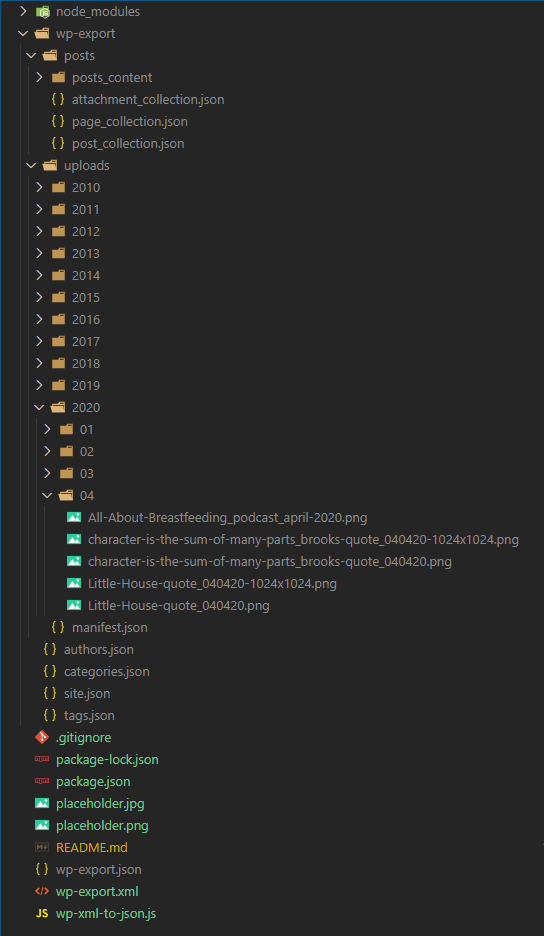 node_modules
wp-export
posts
posts_content
{ } attachment_collection.json
{ } page_collection.json
{ } post_collection.json
uploads
2010
2011
2012
2013
2014
2015
2016
2017
2018
2019
2020
01
02
03
04
All-About-Breastfeeding_podcast_april-2020.png
character-is-the-sum-of-many-parts_brooks-quote_040420-1024x1024.png
character-is-the-sum-of-many-parts_brooks-quote_040420.png
Little-House-quote_040420-1024x1024.png
Little-House-quote_040420.png
{ } manifest.json
{ } authors.json
{ } categories.json
{ } site.json
{ } tags.json
.gitignore
package-lock.json
package.json
placeholder.jpg
placeholder.png
README.md
{ } wp-export.json
</> wp-export.xml
JS wp-xml-to-json.js